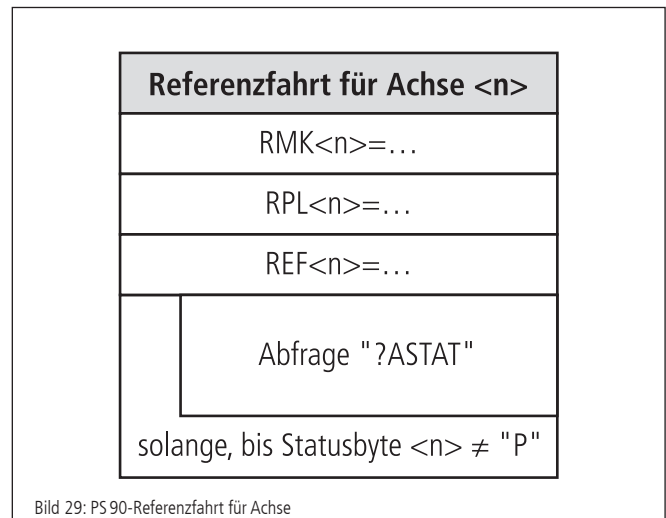 Referenzfahrt für Achse <n>
RMK<n>=…
RPL<n>=…
REF<n>=…
Abfrage "?ASTAT"
solange, bis Statusbyte <n> ≠ "P"
Bild 29: PS 90-Referenzfahrt für Achse